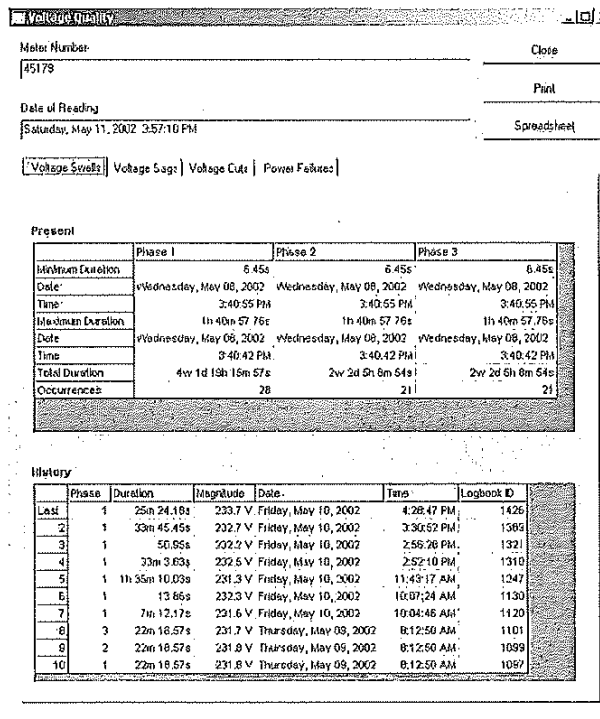 Voltage Quality
Meter Number
45179
Close
Print
Date of Reading
Saturday, May 11, 2002 3:57:10 PM
Spreadsheet
Voltage Swells Voltage Sags Voltage Cuts Power Failures
Present
Phase 1 Phase 2 Phase 3
Minimum Duration 6.45s 6.45s 6.45s
Date Wednesday, May 08, 2002 Wednesday, May 08, 2002 Wednesday, May 08, 2002
Time 3:40:55 PM 3:40:55 PM 3:40:55 PM
Maximum Duration 1h 40m 57.76s 1h 40m 57.76s 1h 40m 57.76s
Date Wednesday, May 08, 2002 Wednesday, May 08, 2002 Wednesday, May 08, 2002
Time 3:40:42 PM 3:40:42 PM 3:40:42 PM
Total Duration 4w 1d 19h 15m 57s 2w 2d 5h 8m 54s 2w 2d 5h 8m 54s
Occurrences 28 21 21
History
Phase Duration Magnitude Date Time Logbook ID
Last 1 25m 24.18s 233.7 V Friday, May 10, 2002 4:28:47 PM 1426
2 1 33m 45.45s 232.7 V Friday, May 10, 2002 3:30:52 PM 1385
3 1 50.95s 232.2 V Friday, May 10, 2002 2:56:28 PM 1321
4 1 33m 3.63s 232.5 V Friday, May 10, 2002 2:52:10 PM 1310
5 1 1h 35m 10.03s 231.3 V Friday, May 10, 2002 11:43:17 AM 1247
6 1 13.86s 232.3 V Friday, May 10, 2002 10:07:24 AM 1130
7 1 7m 12.17s 231.6 V Friday, May 10, 2002 10:04:46 AM 1120
8 3 22m 18.57s 231.7 V Thursday, May 09, 2002 8:12:50 AM 1101
9 2 22m 18.57s 231.8 V Thursday, May 09, 2002 8:12:50 AM 1099
10 1 22m 18.57s 231.8 V Thursday, May 09, 2002 8:12:50 AM 1097